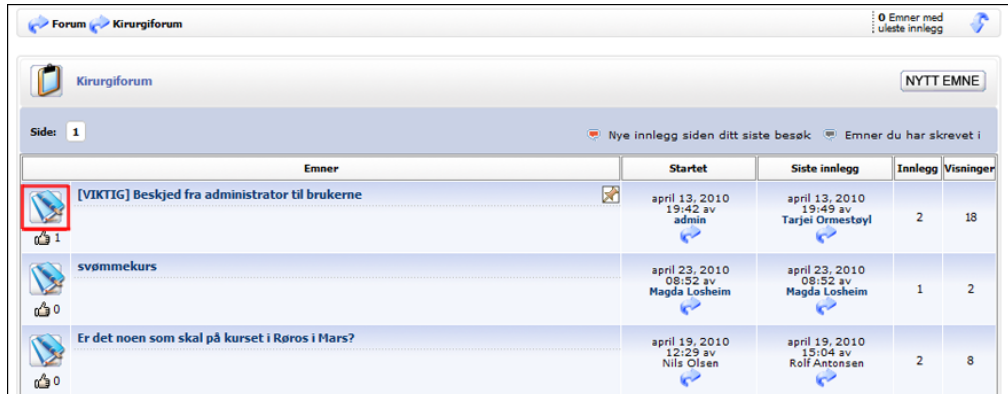 Forum Kirurgiforum
0 Emner med
uleste innlegg
Kirurgiforum
NYTT EMNE
Side: 1
Nye innlegg siden ditt siste besøk Emner du har skrevet i
Emner Startet Siste innlegg Innlegg Visninger
[VIKTIG] Beskjed fra administrator til brukerne
1
april 13, 2010
19:42 av
admin
april 13, 2010
19:49 av
Tarjei Ormestøyl
2
18
svømmekurs
0
april 23, 2010
08:52 av
Magda Losheim
april 23, 2010
08:52 av
Magda Losheim
1
2
Er det noen som skal på kurset i Røros i Mars?
0
april 19, 2010
12:29 av
Nils Olsen
april 19, 2010
15:04 av
Rolf Antonsen
2
8